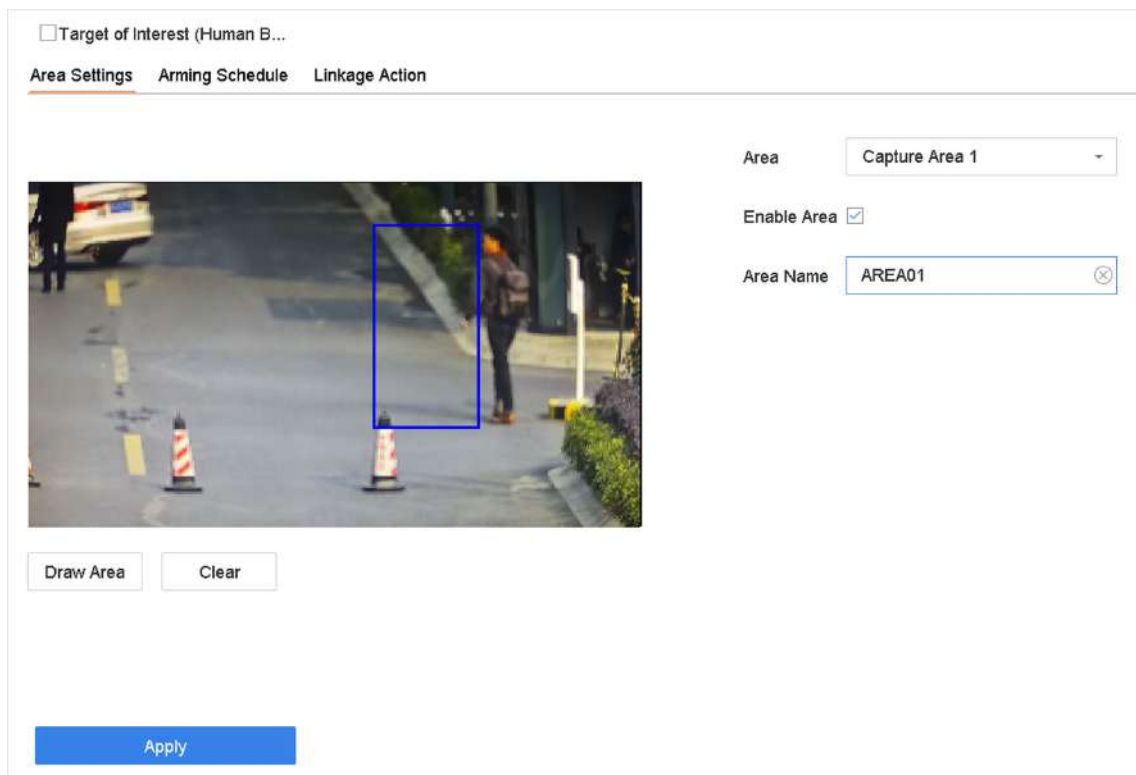 Target of Interest (Human B...
Area Settings Arming Schedule Linkage Action
Area Capture Area 1
Enable Area
Area Name AREA01
Draw Area Clear
Apply